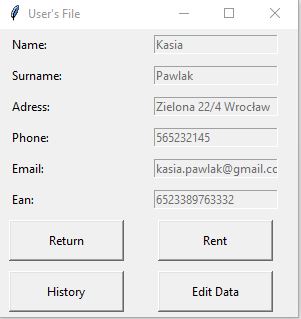 User's File
Name: Kasia
Surname: Pawlak
Adress: Zielona 22/4 Wrocław
Phone: 565232145
Email: kasia.pawlak@gmail.cc
Ean: 6523389763332
Return Rent
History Edit Data